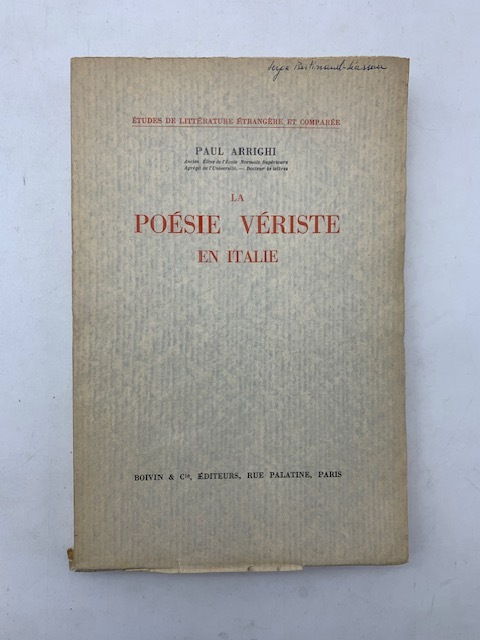 ÉTUDES DE LITTÉRATURE ÉTRANGÈRE ET COMPARÉE
PAUL ARRIGHI
Ancien Élève de l'École Normale Supérieure
Agrégé de l'Université. — Docteur ès lettres
LA
POÉSIE VÉRISTE
EN ITALIE
BOIVIN & Cie, ÉDITEURS, RUE PALATINE, PARIS